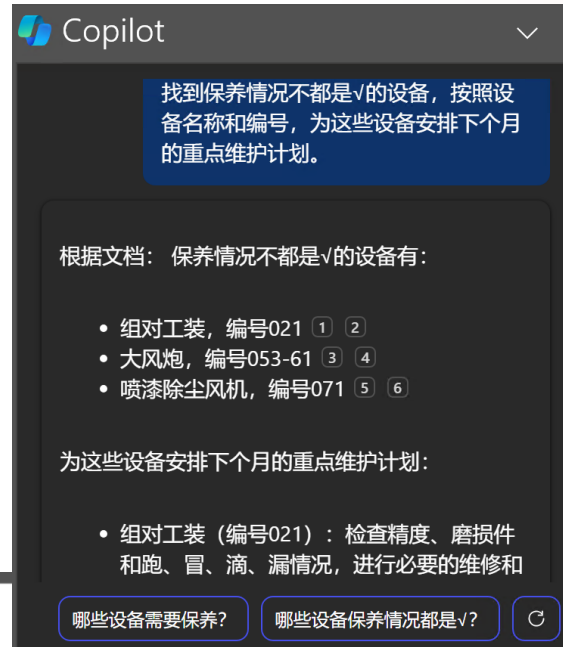 Copilot
找到保养情况不都是√的设备，按照设
备名称和编号，为这些设备安排下个月
的重点维护计划。
根据文档： 保养情况不都是√的设备有：
• 组对工装，编号021 1 2
• 大风炮，编号053-61 3 4
• 喷漆除尘风机，编号071 5 6
为这些设备安排下个月的重点维护计划：
• 组对工装（编号021）：检查精度、磨损件
和跑、冒、滴、漏情况，进行必要的维修和
哪些设备需要保养？ 哪些设备保养情况都是√？